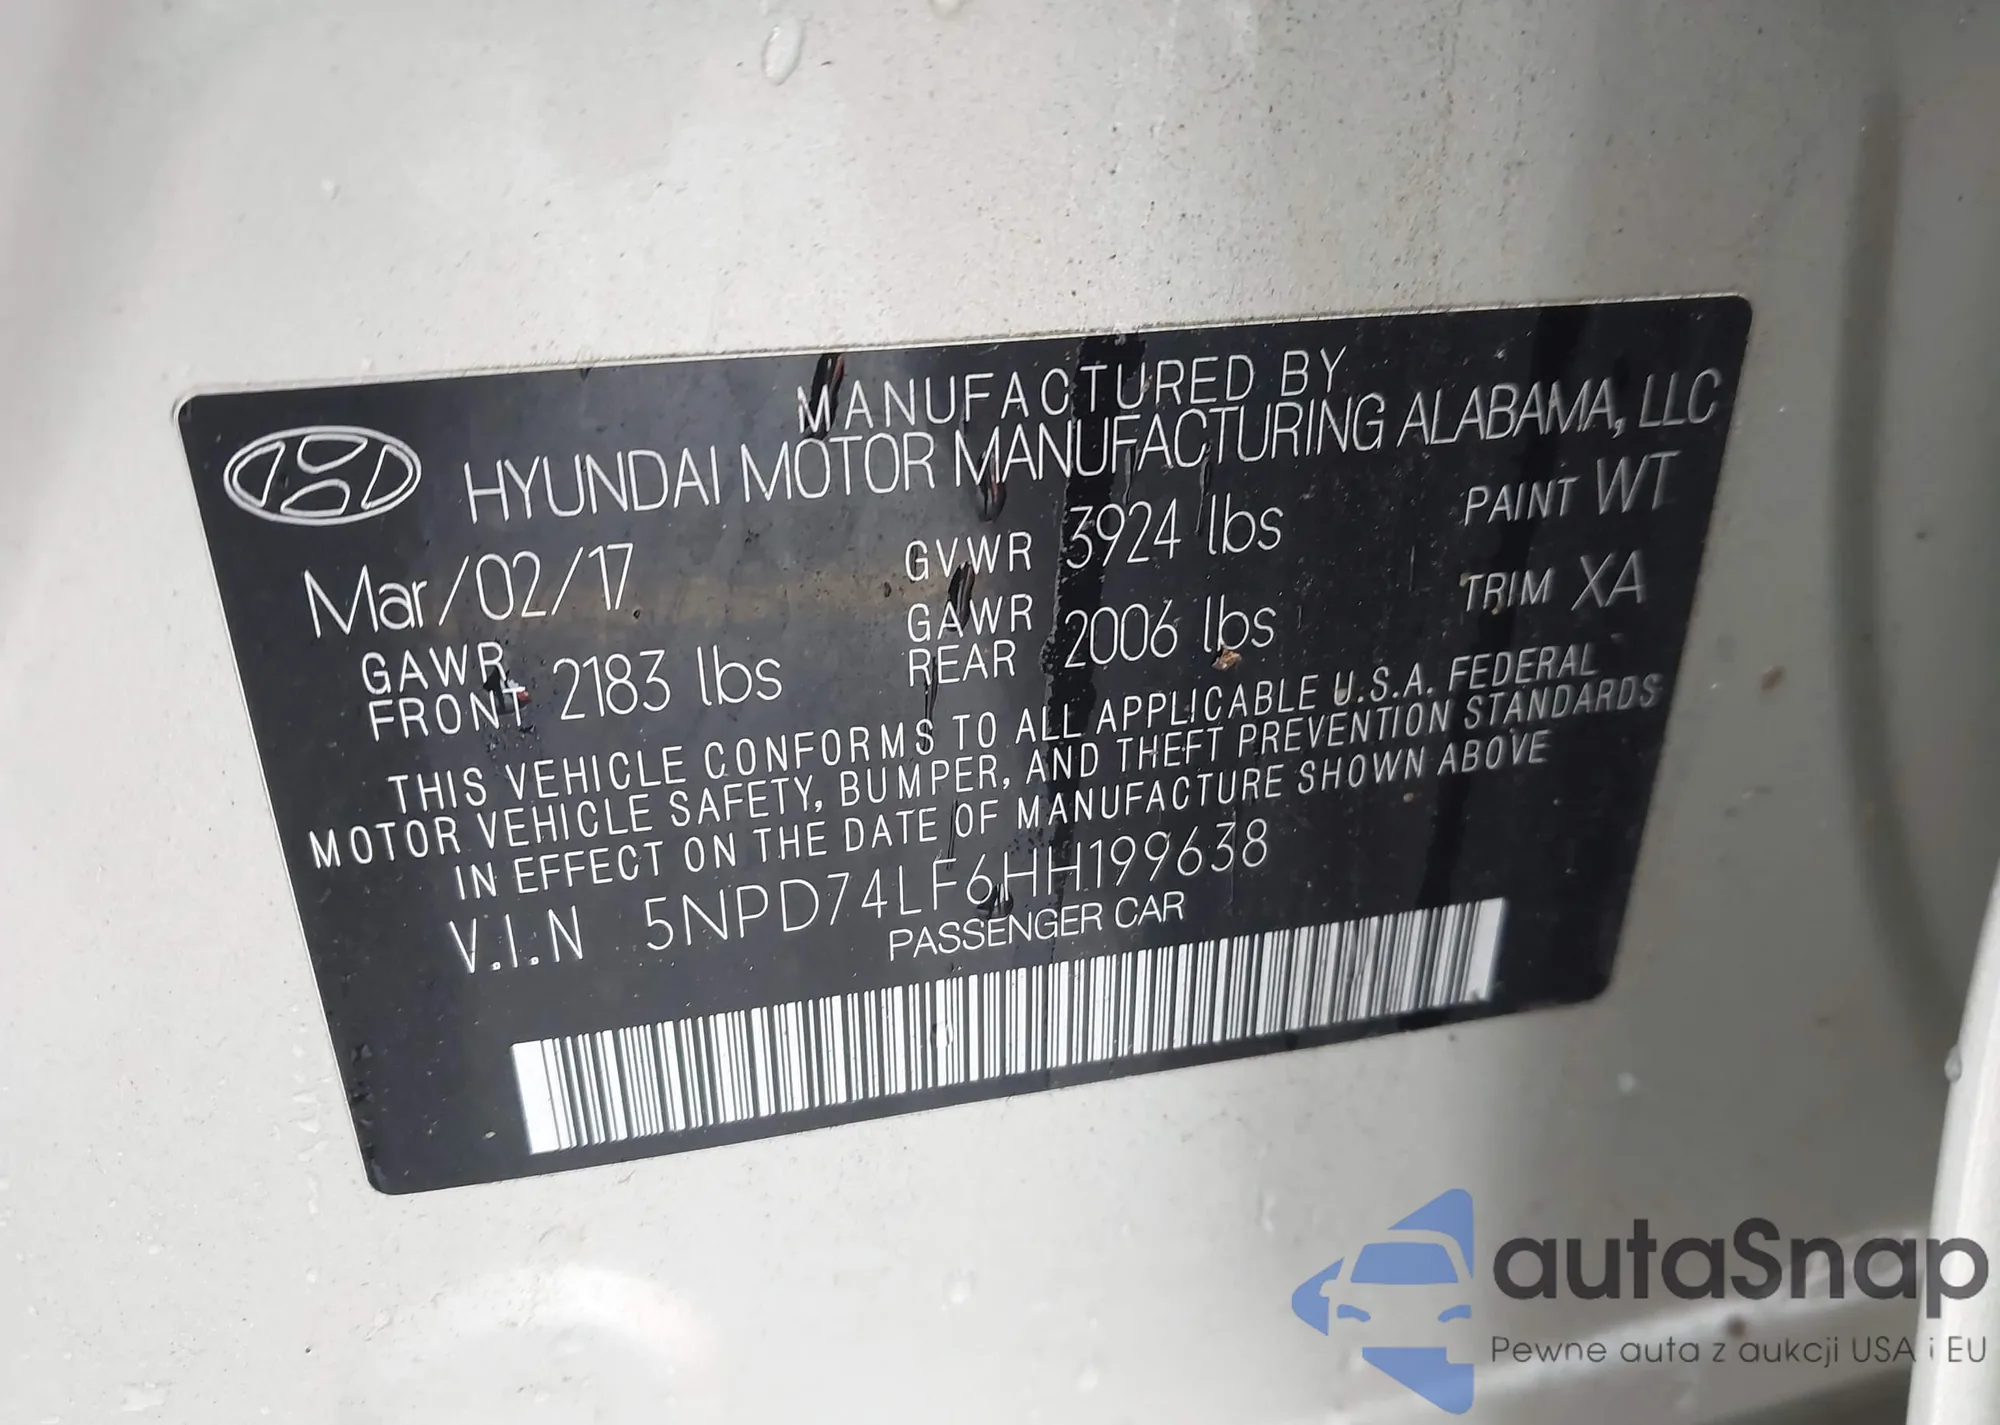 MANUFACTURED BY
HYUNDAI MOTOR MANUFACTURING ALABAMA, LLC
Mar/02/17 GVWR 3924 lbs PAINT WT
GAWR FRONT 2183 lbs GAWR REAR 2006 lbs TRIM XA
THIS VEHICLE CONFORMS TO ALL APPLICABLE U.S.A. FEDERAL
MOTOR VEHICLE SAFETY, BUMPER, AND THEFT PREVENTION STANDARDS
IN EFFECT ON THE DATE OF MANUFACTURE SHOWN ABOVE
V.I.N 5NPD74LF6HH199638
PASSENGER CAR
autaSnap
Pewne auta z aukcji USA i EU